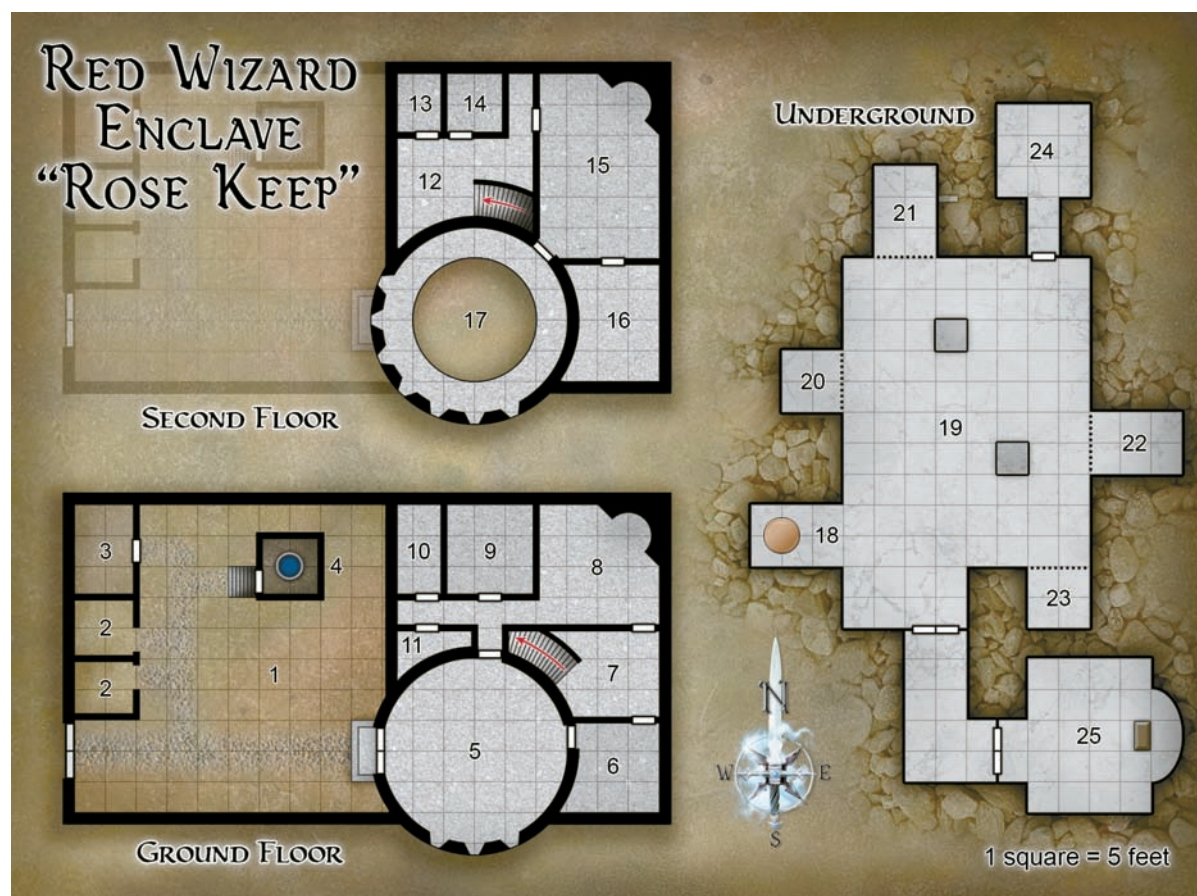 RED WIZARD
ENCLAVE
“ROSE KEEP”
UNDERGROUND
13
14
15
12
17
16
SECOND FLOOR
24
21
20
19
22
18
23
25
3
4
10
9
8
2
11
2
1
7
5
6
GROUND FLOOR
N
W
E
S
1 square = 5 feet